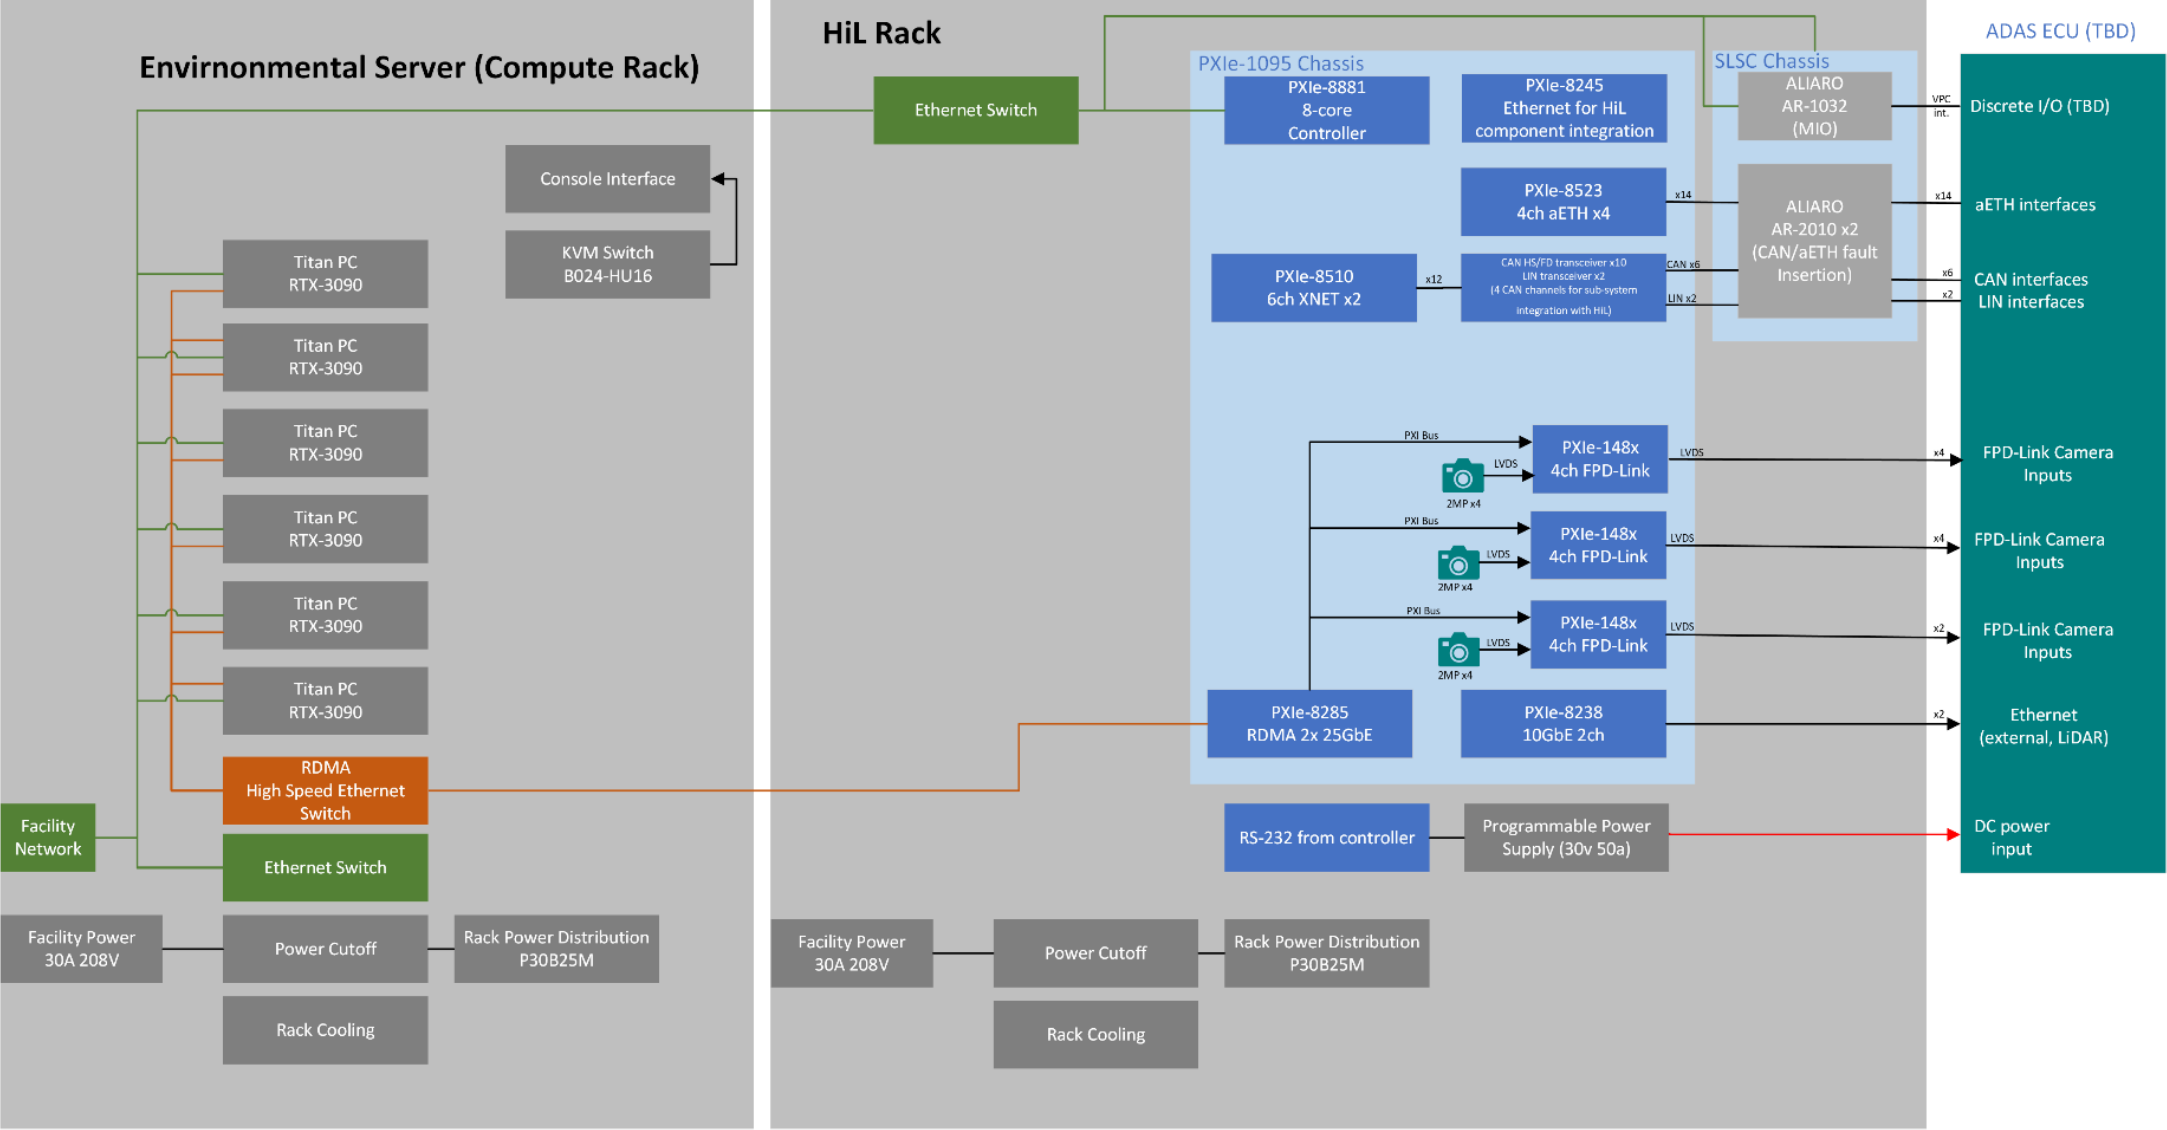 Envirnonmental Server (Compute Rack)
Console Interface
KVM Switch
B024-HU16
Titan PC
RTX-3090
Titan PC
RTX-3090
Titan PC
RTX-3090
Titan PC
RTX-3090
Titan PC
RTX-3090
Titan PC
RTX-3090
RDMA
High Speed Ethernet
Switch
Facility
Network
Ethernet Switch
Facility Power
30A 208V
Power Cutoff
Rack Power Distribution
P30B25M
Rack Cooling
HiL Rack
Ethernet Switch
PXIe-1095 Chassis
PXIe-8881
8-core
Controller
PXIe-8245
Ethernet for HiL
component integration
PXIe-8523
4ch aETH x4
x14
PXIe-8510
6ch XNET x2
x12
CAN HS/FD transceiver x10
LIN transceiver x2
(4 CAN channels for sub-system
integration with HiL)
CAN x6
LIN x2
SLSC Chassis
ALIARO
AR-1032
(MIO)
ALIARO
AR-2010 x2
(CAN/aETH fault
Insertion)
PXI Bus
LVDS
2MP x4
PXIe-148x
4ch FPD-Link
LVDS
PXI Bus
LVDS
2MP x4
PXIe-148x
4ch FPD-Link
LVDS
PXI Bus
LVDS
2MP x4
PXIe-148x
4ch FPD-Link
LVDS
PXIe-8285
RDMA 2x 25GbE
PXIe-8238
10GbE 2ch
RS-232 from controller
Programmable Power
Supply (30v 50a)
Facility Power
30A 208V
Power Cutoff
Rack Power Distribution
P30B25M
Rack Cooling
ADAS ECU (TBD)
VPC
int.
Discrete I/O (TBD)
x14
aETH interfaces
x6
CAN interfaces
x2
LIN interfaces
x4
FPD-Link Camera
Inputs
x4
FPD-Link Camera
Inputs
x2
FPD-Link Camera
Inputs
x2
Ethernet
(external, LiDAR)
DC power
input